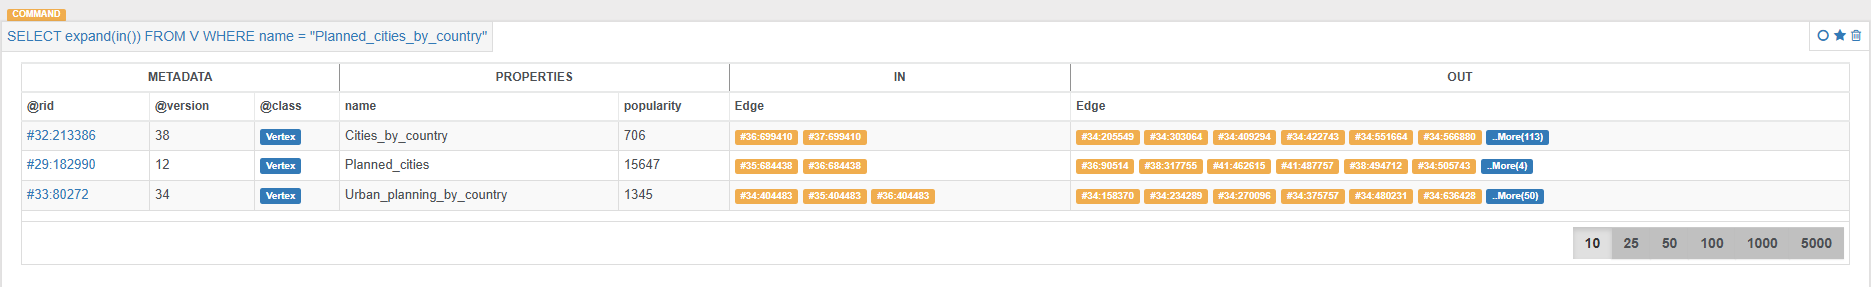 COMMAND
SELECT expand(in()) FROM V WHERE name = "Planned_cities_by_country"
METADATA PROPERTIES IN OUT
@rid @version @class name popularity Edge Edge
#32:213386 38 Vertex Cities_by_country 706 #36:699410 #37:699410 #34:205549 #34:303064 #34:409294 #34:422743 #34:551664 #34:566880 ..More(113)
#29:182990 12 Vertex Planned_cities 15647 #35:684438 #36:684438 #36:90514 #38:317755 #41:462615 #41:487757 #38:494712 #34:505743 ..More(4)
#33:80272 34 Vertex Urban_planning_by_country 1345 #34:404483 #35:404483 #36:404483 #34:158370 #34:234289 #34:270096 #34:375757 #34:480231 #34:636428 ..More(50)
10 25 50 100 1000 5000